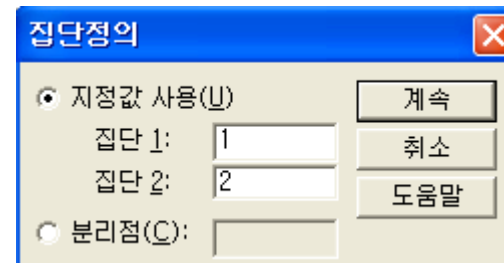 집단정의
지정값 사용(U)
계속
집단 1: 1
취소
집단 2: 2
도움말
분리점(C):